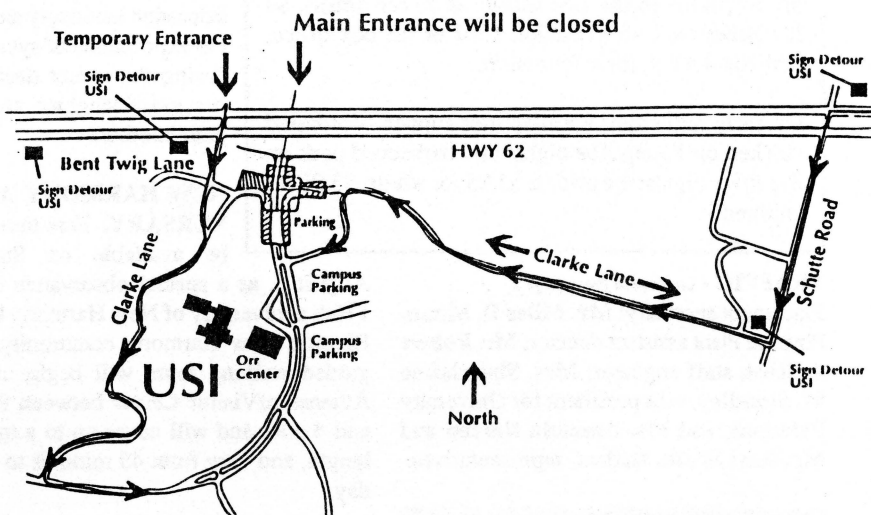 Main Entrance will be closed
Temporary Entrance
Sign Detour
USI
Sign Detour
USI
HWY 62
Bent Twig Lane
Sign Detour
USI
Parking
Clarke Lane
Clarke Lane
Schutte Road
Campus
Parking
Campus
Parking
Orr
Center
USI
North
Sign Detour
USI